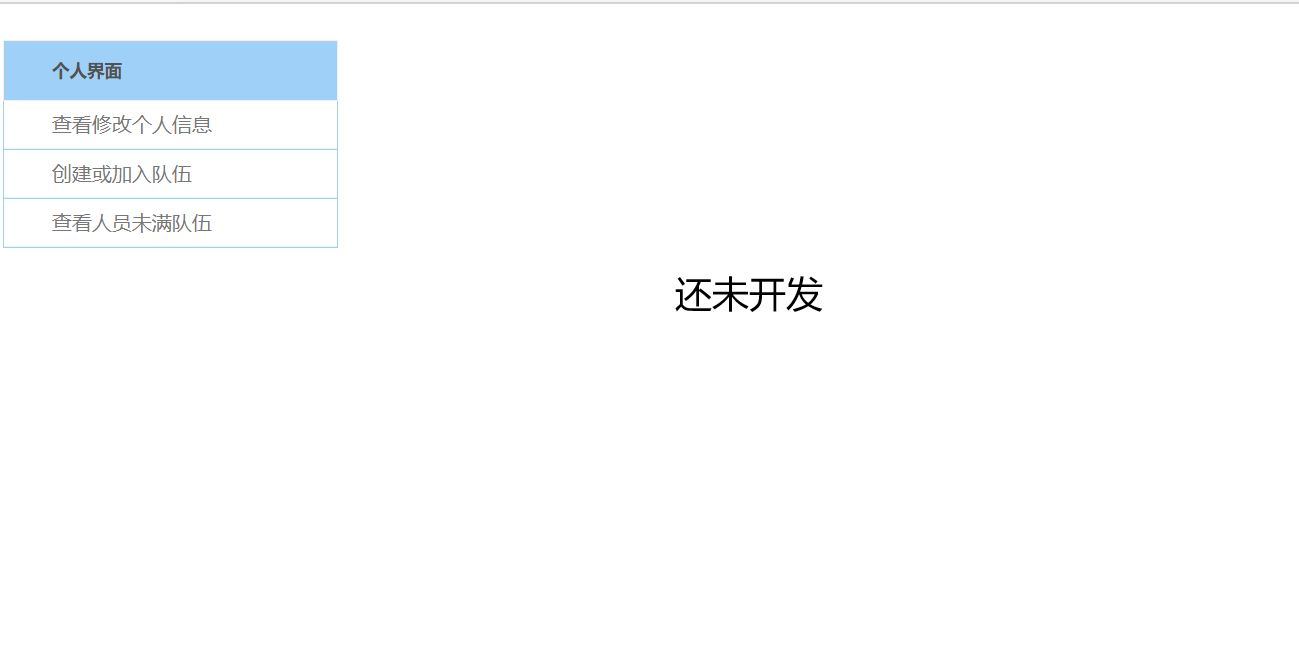 个人界面
查看修改个人信息
创建或加入队伍
查看人员未满队伍
还未开发